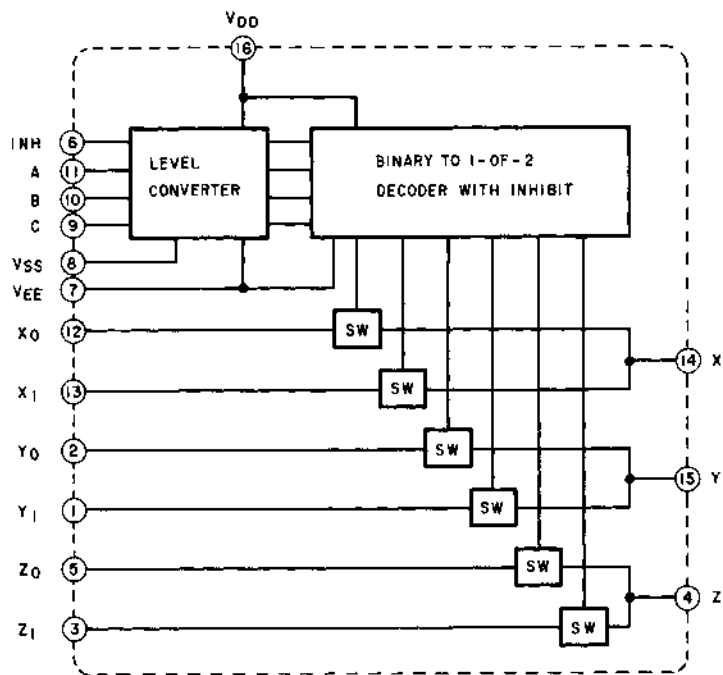 VDD
16
INH 6
A 11
B 10
C 9
VSS 8
VEE 7
LEVEL
CONVERTER
BINARY TO 1-OF-2
DECODER WITH INHIBIT
X0 12
SW
14 X
X1 13
SW
Y0 2
SW
15 Y
Y1 1
SW
Z0 5
SW
4 Z
Z1 3
SW